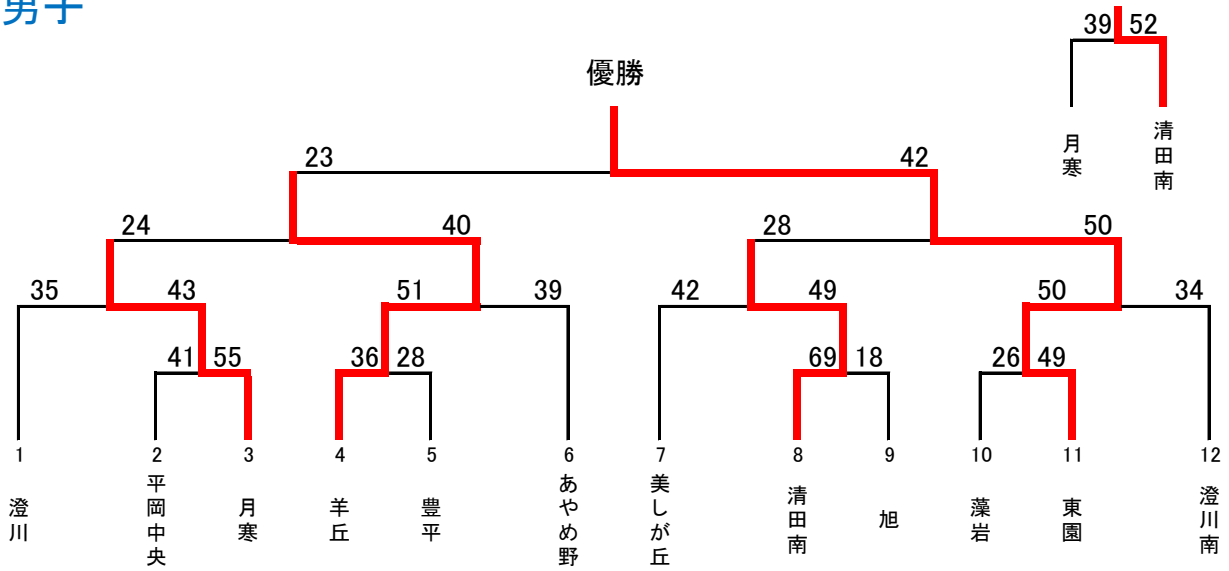 男子
39 52
優勝
月寒
清田南
23 42
24 40 28 50
35 43 51 39 42 49 50 34
41 55 36 28 69 18 26 49
1 2 3 4 5 6 7 8 9 10 11 12
澄川
平岡中央
月寒
羊丘
豊平
あやめ野
美しが丘
清田南
旭
藻岩
東園
澄川南